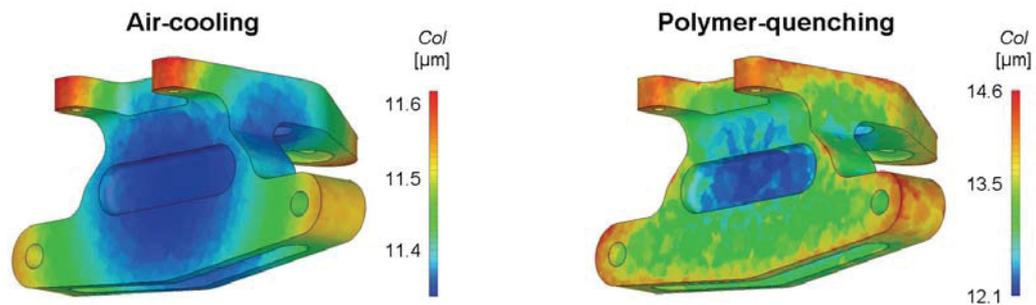 Air-cooling
Col
[µm]
11.6
11.5
11.4
Polymer-quenching
Col
[µm]
14.6
13.5
12.1